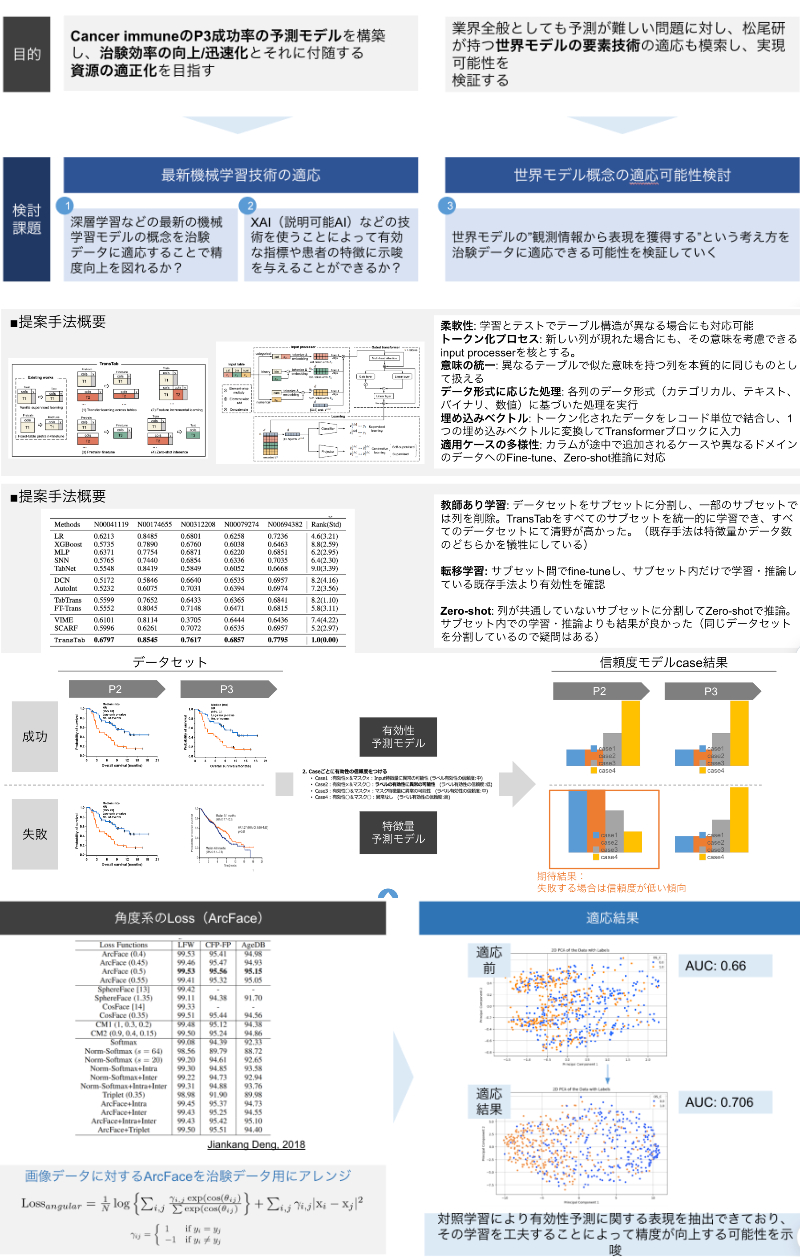 目的
Cancer immuneのP3成功率の予測モデルを構築
し、治験効率の向上/迅速化とそれに付随する
資源の適正化を目指す
業界全般としても予測が難しい問題に対し、松尾研
が持つ世界モデルの要素技術の適応も模索し、実現
可能性を
検証する
検討
課題
最新機械学習技術の適応
世界モデル概念の適応可能性検討
1
深層学習などの最新の機械
学習モデルの概念を治験
データに適応することで精
度向上を図れるか？
2
XAI（説明可能AI）などの技
術を使うことによって有効
な指標や患者の特徴に示唆
を与えることができるか？
3
世界モデルの"観測情報から表現を獲得する"という考え方を
治験データに適応できる可能性を検証していく
■提案手法概要
TransTab
Existing works
Input processor
Gated transformer
Input table
Learning
柔軟性: 学習とテストでテーブル構造が異なる場合にも対応可能
トークン化プロセス: 新しい列が現れた場合にも、その意味を考慮できる
input processerを核とする。
意味の統一: 異なるテーブルで似た意味を持つ列を本質的に同じものとし
て扱える
データ形式に応じた処理: 各列のデータ形式（カテゴリカル、テキスト、
バイナリ、数値）に基づいた処理を実行
埋め込みベクトル: トークン化されたデータをレコード単位で結合し、1
つの埋め込みベクトルに変換してTransformerブロックに入力
適用ケースの多様性: カラムが途中で追加されるケースや異なるドメイン
のデータへのFine-tune、Zero-shot推論に対応
■提案手法概要
Methods N00041119 N00174655 N00312208 N00079274 N00694382 Rank(Std)
LR 0.6213 0.8485 0.6801 0.6258 0.7236 4.6(3.21)
XGBoost 0.5735 0.7890 0.6760 0.6038 0.6463 8.8(2.59)
MLP 0.6371 0.7754 0.6871 0.6220 0.6851 6.2(2.95)
SNN 0.5765 0.7440 0.6854 0.6336 0.7035 6.4(2.30)
TabNet 0.5548 0.8419 0.5849 0.6052 0.6668 9.0(3.39)
DCN 0.5172 0.5846 0.6640 0.6535 0.6957 8.2(4.16)
AutoInt 0.5232 0.6075 0.7031 0.6394 0.6974 7.2(3.56)
TabTrans 0.5599 0.7652 0.6433 0.6365 0.6841 8.2(1.10)
FT-Trans 0.5552 0.8045 0.7148 0.6471 0.6815 5.8(3.11)
VIME 0.6101 0.8114 0.3705 0.6444 0.6436 7.4(4.22)
SCARF 0.5996 0.6261 0.7072 0.6535 0.6957 5.2(2.97)
TransTab 0.6797 0.8545 0.7617 0.6857 0.7795 1.0(0.00)
教師あり学習: データセットをサブセットに分割し、一部のサブセットで
は列を削除。TransTabをすべてのサブセットを統一的に学習でき、すべ
てのデータセットにて清野が高かった。（既存手法は特徴量かデータ数
のどちらかを犠牲にしている）
転移学習: サブセット間でfine-tuneし、サブセット内だけで学習・推論し
ている既存手法より有効性を確認
Zero-shot: 列が共通していないサブセットに分割してZero-shotで推論。
サブセット内での学習・推論よりも結果が良かった（同じデータセット
を分割しているので疑問はある）
データセット
P2
P3
成功
失敗
有効性
予測モデル
2. Caseごとに有効性の信頼度をつける
特徴量
予測モデル
信頼度モデルcase結果
P2
P3
case1
case2
case3
case4
case1
case2
case3
case4
case1
case2
case3
case4
case1
case2
case3
case4
期待結果：
失敗する場合は信頼度が低い傾向
角度系のLoss（ArcFace）
Loss Functions LFW CFP-FP AgeDB
ArcFace (0.4) 99.53 95.41 94.98
ArcFace (0.45) 99.46 95.47 94.93
ArcFace (0.5) 99.53 95.56 95.15
ArcFace (0.55) 99.41 95.32 95.05
SphereFace [13] 99.42 - -
SphereFace (1.35) 99.11 94.38 91.70
CosFace [14] 99.33 - -
CosFace (0.35) 99.51 95.44 94.56
CM1 (1, 0.3, 0.2) 99.48 95.12 94.38
CM2 (0.9, 0.4, 0.15) 99.50 95.24 94.86
Softmax 99.08 94.39 92.33
Norm-Softmax (s = 64) 98.56 89.79 88.72
Norm-Softmax (s = 20) 99.20 94.61 92.65
Norm-Softmax+Intra 99.30 94.85 93.58
Norm-Softmax+Inter 99.22 94.73 92.94
Norm-Softmax+Intra+Inter 99.31 94.88 93.76
Triplet (0.35) 98.98 91.90 89.98
ArcFace+Intra 99.45 95.37 94.73
ArcFace+Inter 99.43 95.25 94.55
ArcFace+Intra+Inter 99.43 95.42 95.10
ArcFace+Triplet 99.50 95.51 94.40
Jiankang Deng, 2018
画像データに対するArcFaceを治験データ用にアレンジ
Loss_{angular} = 1/N log { ∑_{i,j} γ_{i,j} exp(cos(θ_{ij})) / ∑ exp(cos(θ_{ij})) } + ∑_{i,j} γ_{i,j}|x_i − x_j|^2
γ_{ij} = { 1 if y_i = y_j
−1 if y_i ≠ y_j
適応結果
適応
前
2D PCA of the Data with Labels
Principal Component 1
AUC: 0.66
適応
結果
2D PCA of the Data with Labels
Principal Component 1
AUC: 0.706
対照学習により有効性予測に関する表現を抽出できており、
その学習を工夫することによって精度が向上する可能性を示
唆